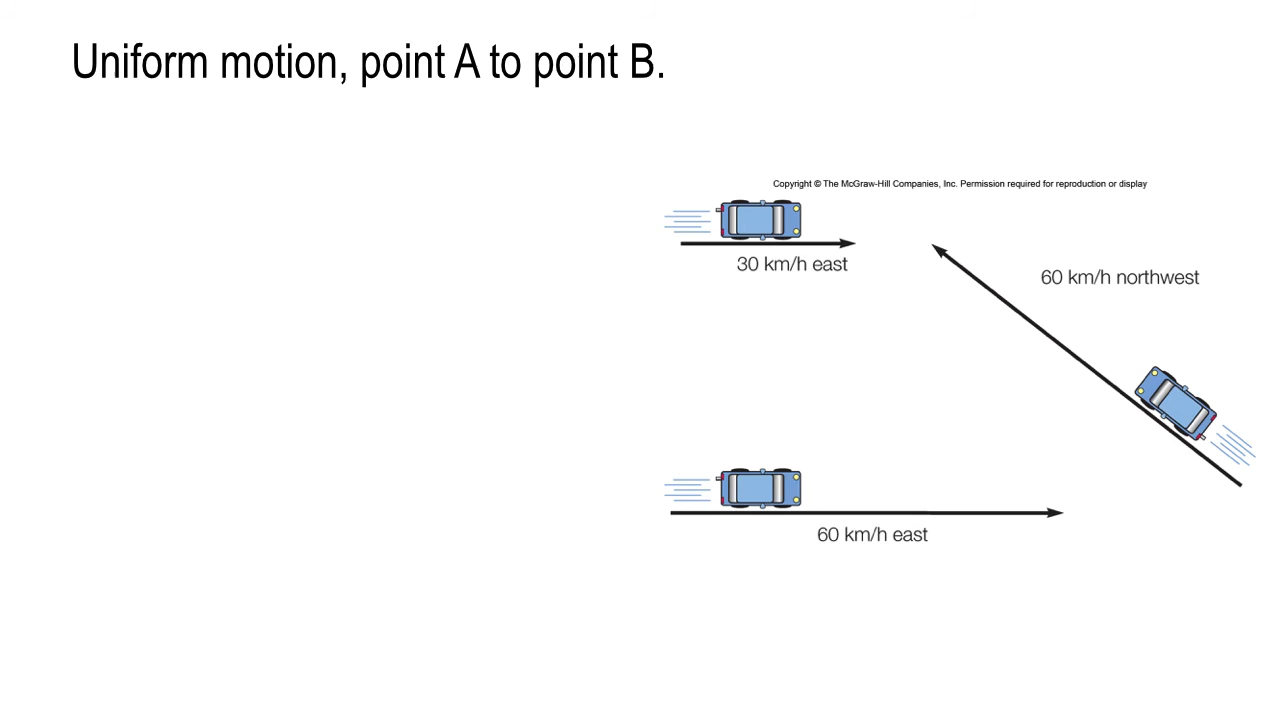 Uniform motion, point A to point B.
Copyright © The McGraw-Hill Companies, Inc. Permission required for reproduction or display
30 km/h east
60 km/h northwest
60 km/h east